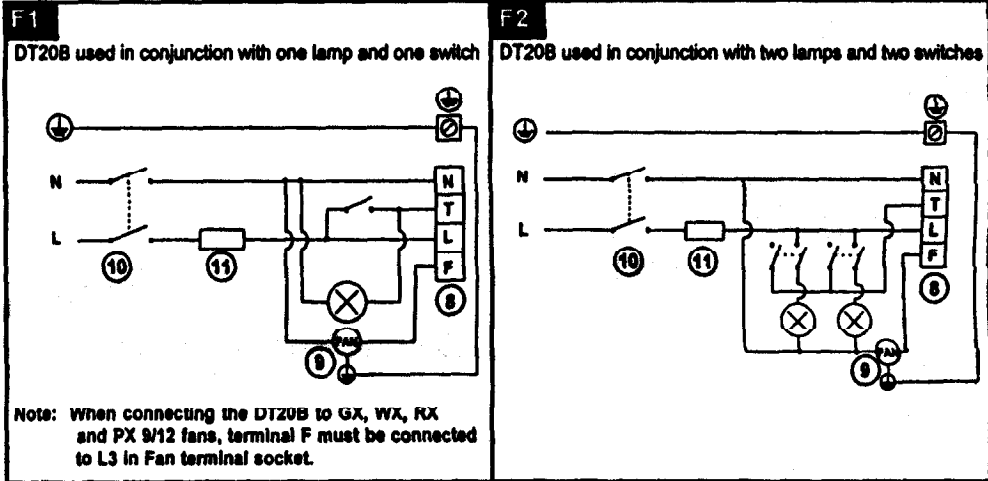 F1
DT20B used in conjunction with one lamp and one switch
N
L
10
11
N
T
L
F
8
FAN
9
Note: When connecting the DT20B to GX, WX, RX
and PX 9/12 fans, terminal F must be connected
to L3 in Fan terminal socket.
F2
DT20B used in conjunction with two lamps and two switches
N
L
10
11
N
T
L
F
8
FAN
9